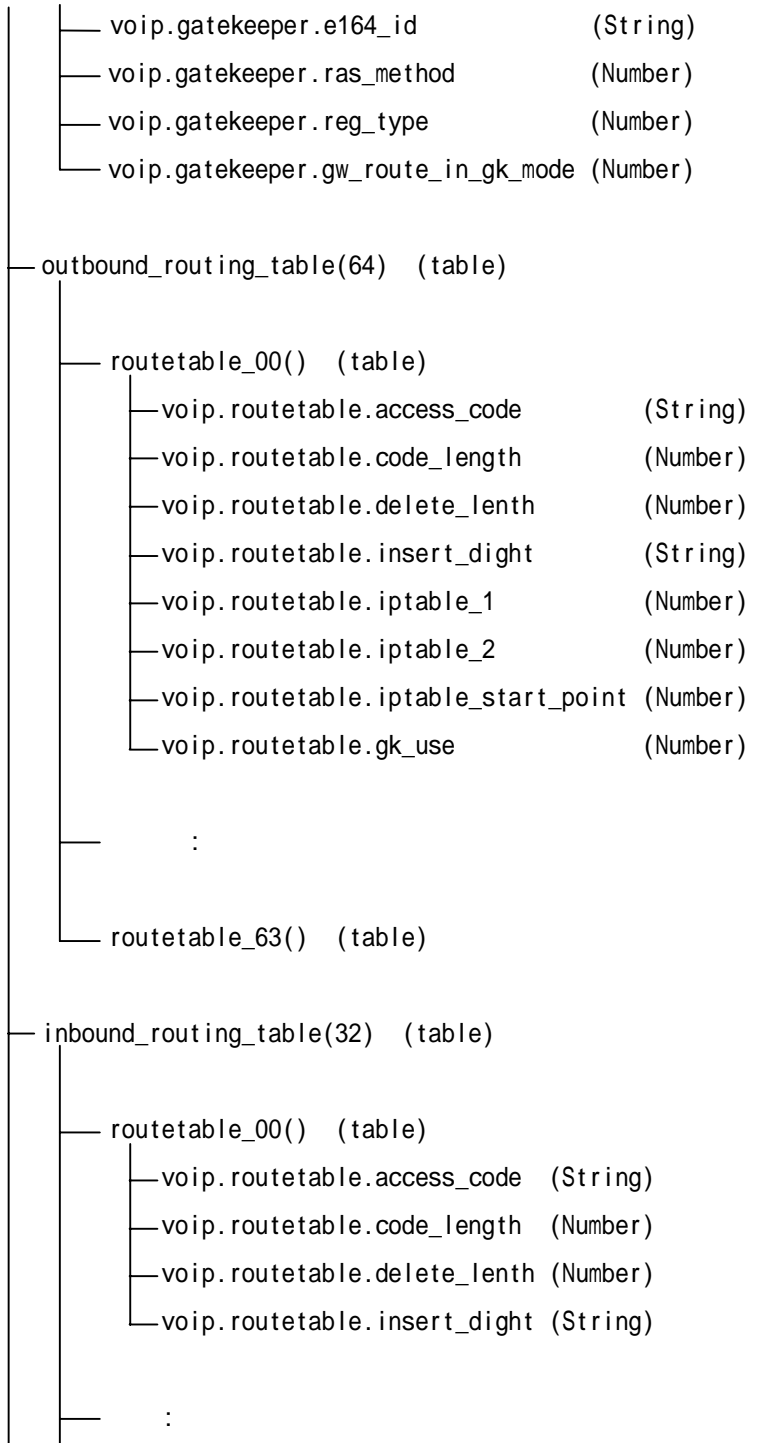 voip.gatekeeper.e164_id (String)
voip.gatekeeper.ras_method (Number)
voip.gatekeeper.reg_type (Number)
voip.gatekeeper.gw_route_in_gk_mode (Number)
outbound_routing_table(64) (table)
routetable_00() (table)
voip.routetable.access_code (String)
voip.routetable.code_length (Number)
voip.routetable.delete_lenth (Number)
voip.routetable.insert_dight (String)
voip.routetable.iptable_1 (Number)
voip.routetable.iptable_2 (Number)
voip.routetable.iptable_start_point (Number)
voip.routetable.gk_use (Number)
:
routetable_63() (table)
inbound_routing_table(32) (table)
routetable_00() (table)
voip.routetable.access_code (String)
voip.routetable.code_length (Number)
voip.routetable.delete_lenth (Number)
voip.routetable.insert_dight (String)
: